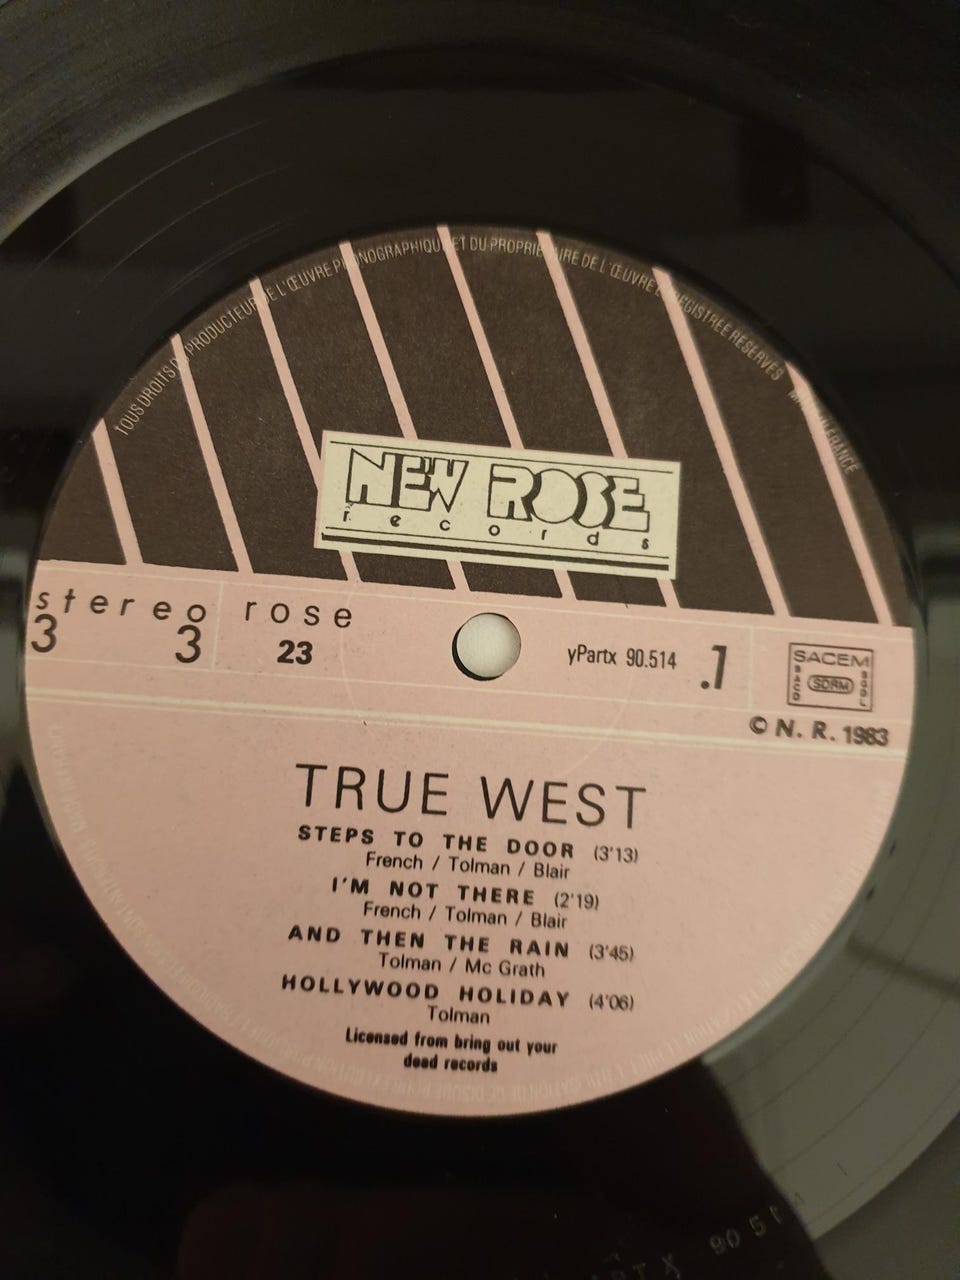 TOUS DROITS DU PRODUCTEUR DE L'ŒUVRE PHONOGRAPHIQUE ET DU PROPRIETAIRE DE L'ŒUVRE ENREGISTREE RESERVES
NEW ROSE
records
stereo rose
3 3 23
yPartx 90.514 .1
SACEM
SACD SDRM SGDL
© N. R. 1983
TRUE WEST
STEPS TO THE DOOR (3'13)
French / Tolman / Blair
I'M NOT THERE (2'19)
French / Tolman / Blair
AND THEN THE RAIN (3'45)
Tolman / Mc Grath
HOLLYWOOD HOLIDAY (4'06)
Tolman
Licensed from bring out your
dead records